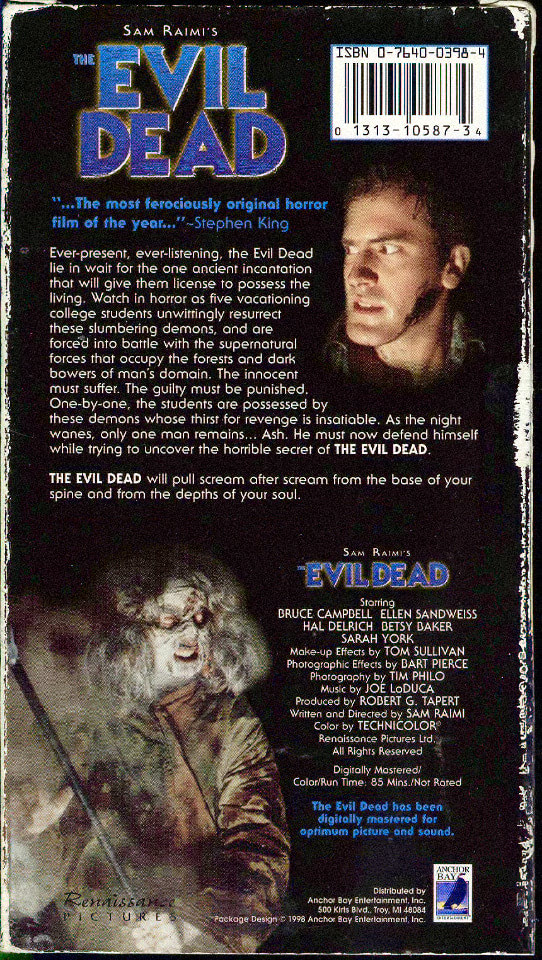 SAM RAIMI'S
THE
EVIL
DEAD
ISBN 0-7640-0398-4
0 1313-10587-3 4
"...The most ferociously original horror
film of the year..."~Stephen King
Ever-present, ever-listening, the Evil Dead
lie in wait for the one ancient incantation
that will give them license to possess the
living. Watch in horror as five vacationing
college students unwittingly resurrect
these slumbering demons, and are
forced into battle with the supernatural
forces that occupy the forests and dark
bowers of man's domain. The innocent
must suffer. The guilty must be punished.
One-by-one, the students are possessed by
these demons whose thirst for revenge is insatiable. As the night
wanes, only one man remains... Ash. He must now defend himself
while trying to uncover the horrible secret of THE EVIL DEAD.
THE EVIL DEAD will pull scream after scream from the base of your
spine and from the depths of your soul.
SAM RAIMI'S
THE EVIL DEAD
Starring
BRUCE CAMPBELL ELLEN SANDWEISS
HAL DELRICH BETSY BAKER
SARAH YORK
Make-up Effects by TOM SULLIVAN
Photographic Effects by BART PIERCE
Photography by TIM PHILO
Music by JOE LoDUCA
Produced by ROBERT G. TAPERT
Written and Directed by SAM RAIMI
Color by TECHNICOLOR®
Renaissance Pictures Ltd.
All Rights Reserved
Digitally Mastered/
Color/Run Time: 85 Mins./Not Rated
The Evil Dead has been
digitally mastered for
optimum picture and sound.
Renaissance
PICTURES
Distributed by
Anchor Bay Entertainment, Inc.
500 Kirts Blvd., Troy, MI 48084
Package Design © 1998 Anchor Bay Entertainment, Inc.
ANCHOR
BAY
ENTERTAINMENT